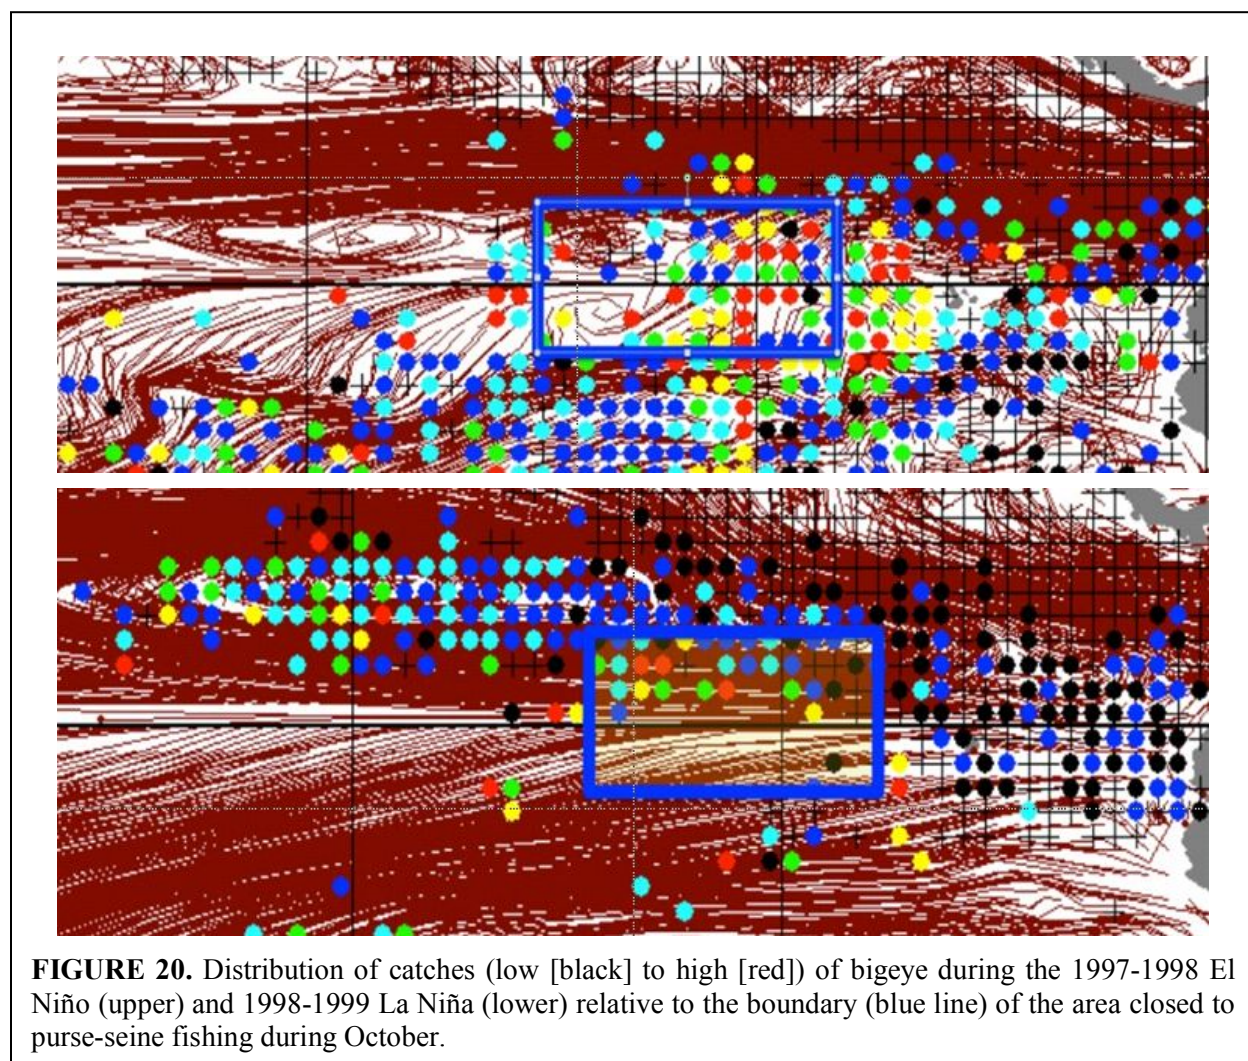 FIGURE 20. Distribution of catches (low [black] to high [red]) of bigeye during the 1997-1998 El
Niño (upper) and 1998-1999 La Niña (lower) relative to the boundary (blue line) of the area closed to
purse-seine fishing during October.